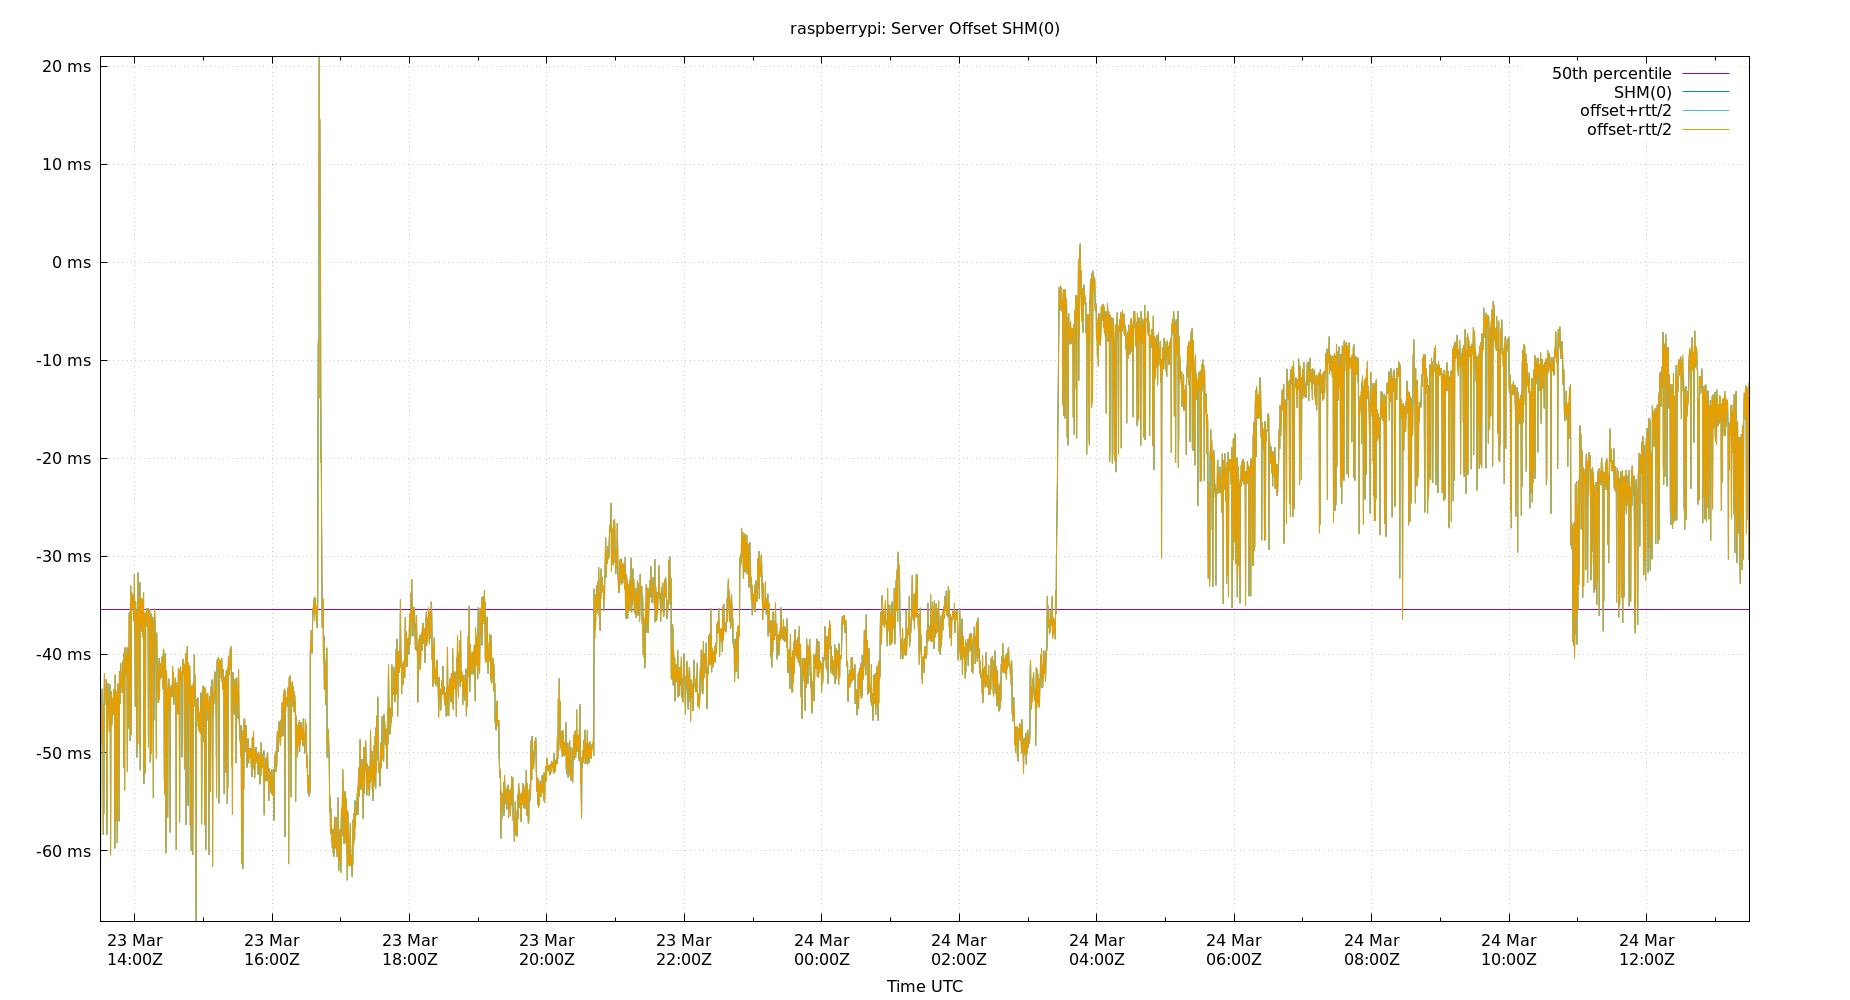 raspberrypi: Server Offset SHM(0)
50th percentile
SHM(0)
offset+rtt/2
offset-rtt/2
20 ms
10 ms
0 ms
-10 ms
-20 ms
-30 ms
-40 ms
-50 ms
-60 ms
23 Mar 23 Mar 23 Mar 23 Mar 23 Mar 24 Mar 24 Mar 24 Mar 24 Mar 24 Mar 24 Mar 24 Mar
14:00Z 16:00Z 18:00Z 20:00Z 22:00Z 00:00Z 02:00Z 04:00Z 06:00Z 08:00Z 10:00Z 12:00Z
Time UTC